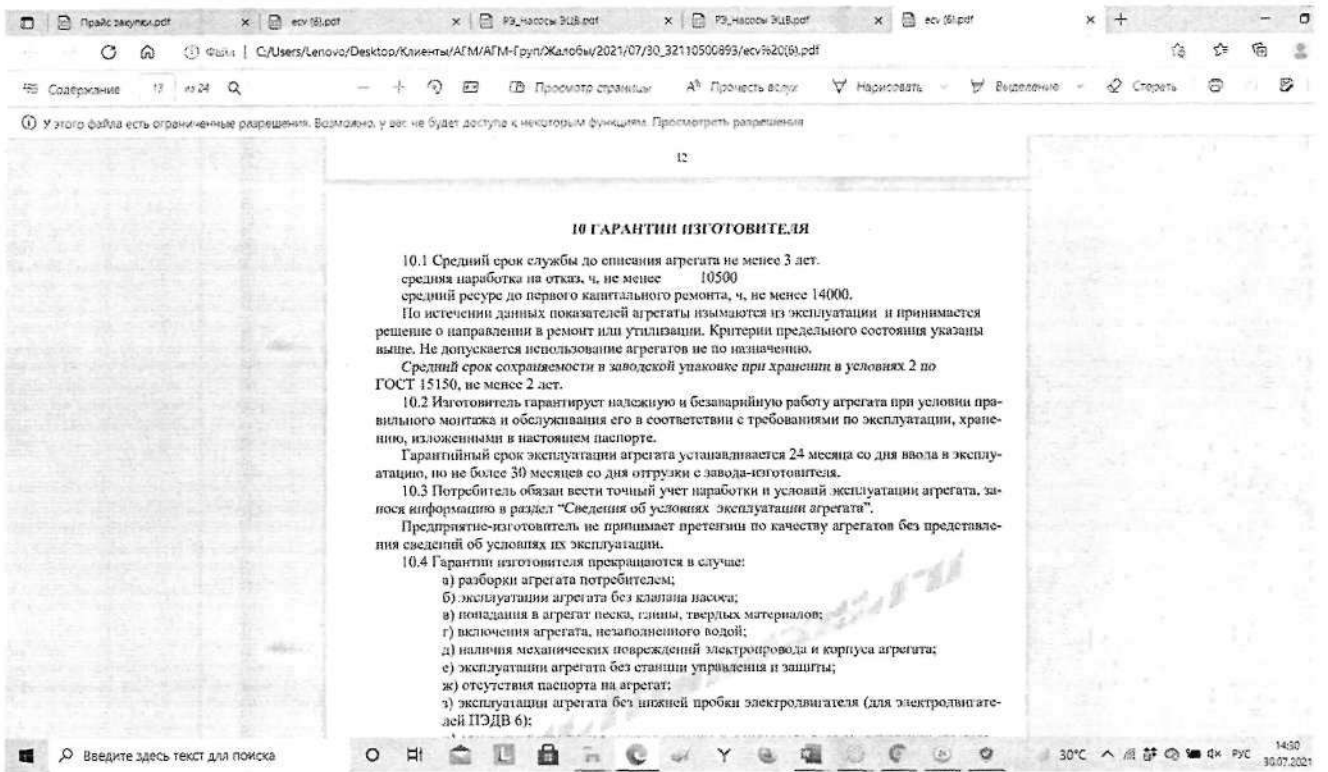 Прайс закупки.pdf
ecv (6).pdf
РЭ_Насосы ЭЦВ.pdf
РЭ_Насосы ЭЦВ.pdf
ecv (6).pdf
Файл | C:/Users/Lenovo/Desktop/Клиенты/АГМ/АГМ-Груп/Жалобы/2021/07/30_32110500893/ecv%20(6).pdf
Содержание 13 из 24 Просмотр страницы Прочесть вслух Нарисовать Выделение Стереть
У этого файла есть ограниченные разрешения. Возможно, у вас не будет доступа к некоторым функциям. Просмотреть разрешения
12
10 ГАРАНТИИ ИЗГОТОВИТЕЛЯ
10.1 Средний срок службы до списания агрегата не менее 3 лет.
средняя наработка на отказ, ч, не менее 10500
средний ресурс до первого капитального ремонта, ч, не менее 14000.
По истечении данных показателей агрегаты изымаются из эксплуатации и принимается
решение о направлении в ремонт или утилизации. Критерии предельного состояния указаны
выше. Не допускается использование агрегатов не по назначению.
Средний срок сохраняемости в заводской упаковке при хранении в условиях 2 по
ГОСТ 15150, не менее 2 лет.
10.2 Изготовитель гарантирует надежную и безаварийную работу агрегата при условии пра-
вильного монтажа и обслуживания его в соответствии с требованиями по эксплуатации, хране-
нию, изложенными в настоящем паспорте.
Гарантийный срок эксплуатации агрегата устанавливается 24 месяца со дня ввода в эксплу-
атацию, но не более 30 месяцев со дня отгрузки с завода-изготовителя.
10.3 Потребитель обязан вести точный учет наработки и условий эксплуатации агрегата, за-
нося информацию в раздел "Сведения об условиях эксплуатации агрегата".
Предприятие-изготовитель не принимает претензии по качеству агрегатов без представле-
ния сведений об условиях их эксплуатации.
10.4 Гарантии изготовителя прекращаются в случае:
а) разборки агрегата потребителем;
б) эксплуатации агрегата без клапана насоса;
в) попадания в агрегат песка, глины, твердых материалов;
г) включения агрегата, незаполненного водой;
д) наличия механических повреждений электропровода и корпуса агрегата;
е) эксплуатации агрегата без станции управления и защиты;
ж) отсутствия паспорта на агрегат;
з) эксплуатации агрегата без нижней пробки электродвигателя (для электродвигате-
лей ПЭДВ 6);
Введите здесь текст для поиска
30°C РУС 14:30
30.07.2021